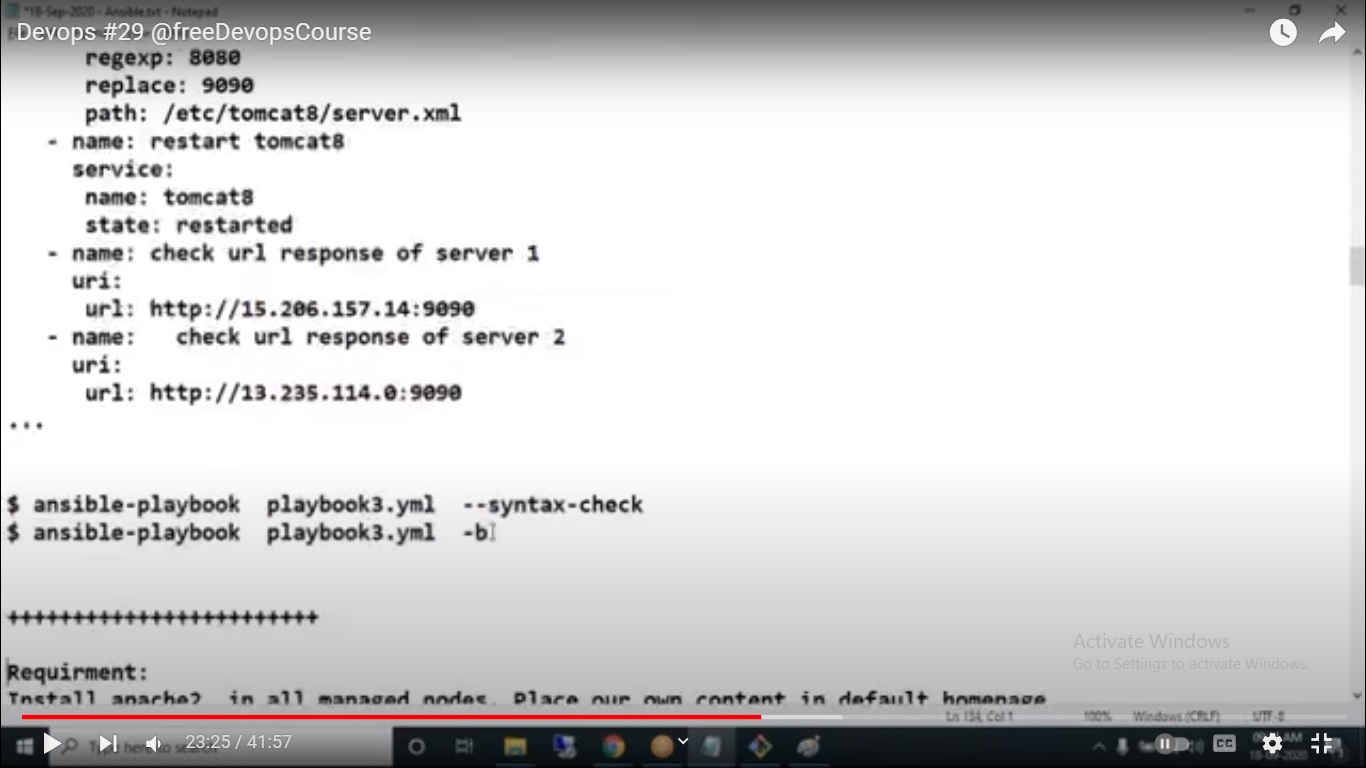 *18-Sep-2020 - Ansible.txt - Notepad
Devops #29 @freeDevopsCourse
regexp: 8080
replace: 9090
path: /etc/tomcat8/server.xml
- name: restart tomcat8
service:
name: tomcat8
state: restarted
- name: check url response of server 1
uri:
url: http://15.206.157.14:9090
- name: check url response of server 2
uri:
url: http://13.235.114.0:9090
...
$ ansible-playbook playbook3.yml --syntax-check
$ ansible-playbook playbook3.yml -b
++++++++++++++++++++++++
Activate Windows
Go to Settings to activate Windows.
Requirment:
Install apache2 in all managed nodes. Place our own content in default homepage
Ln 134, Col 1 100% Windows (CRLF) UTF-8
Type here to search
23:25 / 41:57
CC
AM
18-09-2020